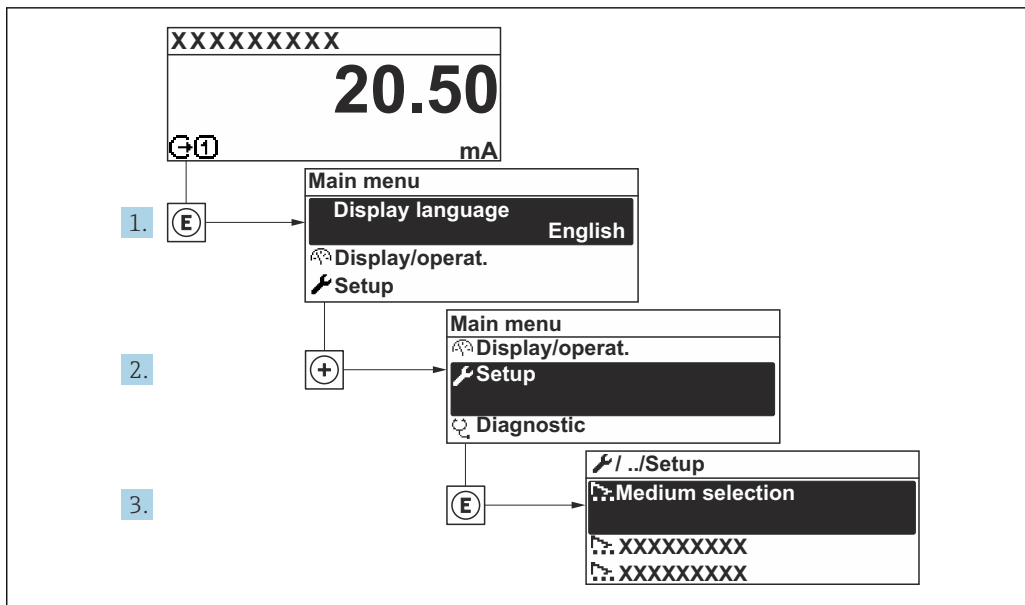 XXXXXXXXX
20.50
1
mA
Main menu
1.
E
Display language
English
Display/operat.
Setup
Main menu
Display/operat.
2.
+
Setup
Diagnostic
/ ../Setup
3.
E
Medium selection
XXXXXXXXX
XXXXXXXXX